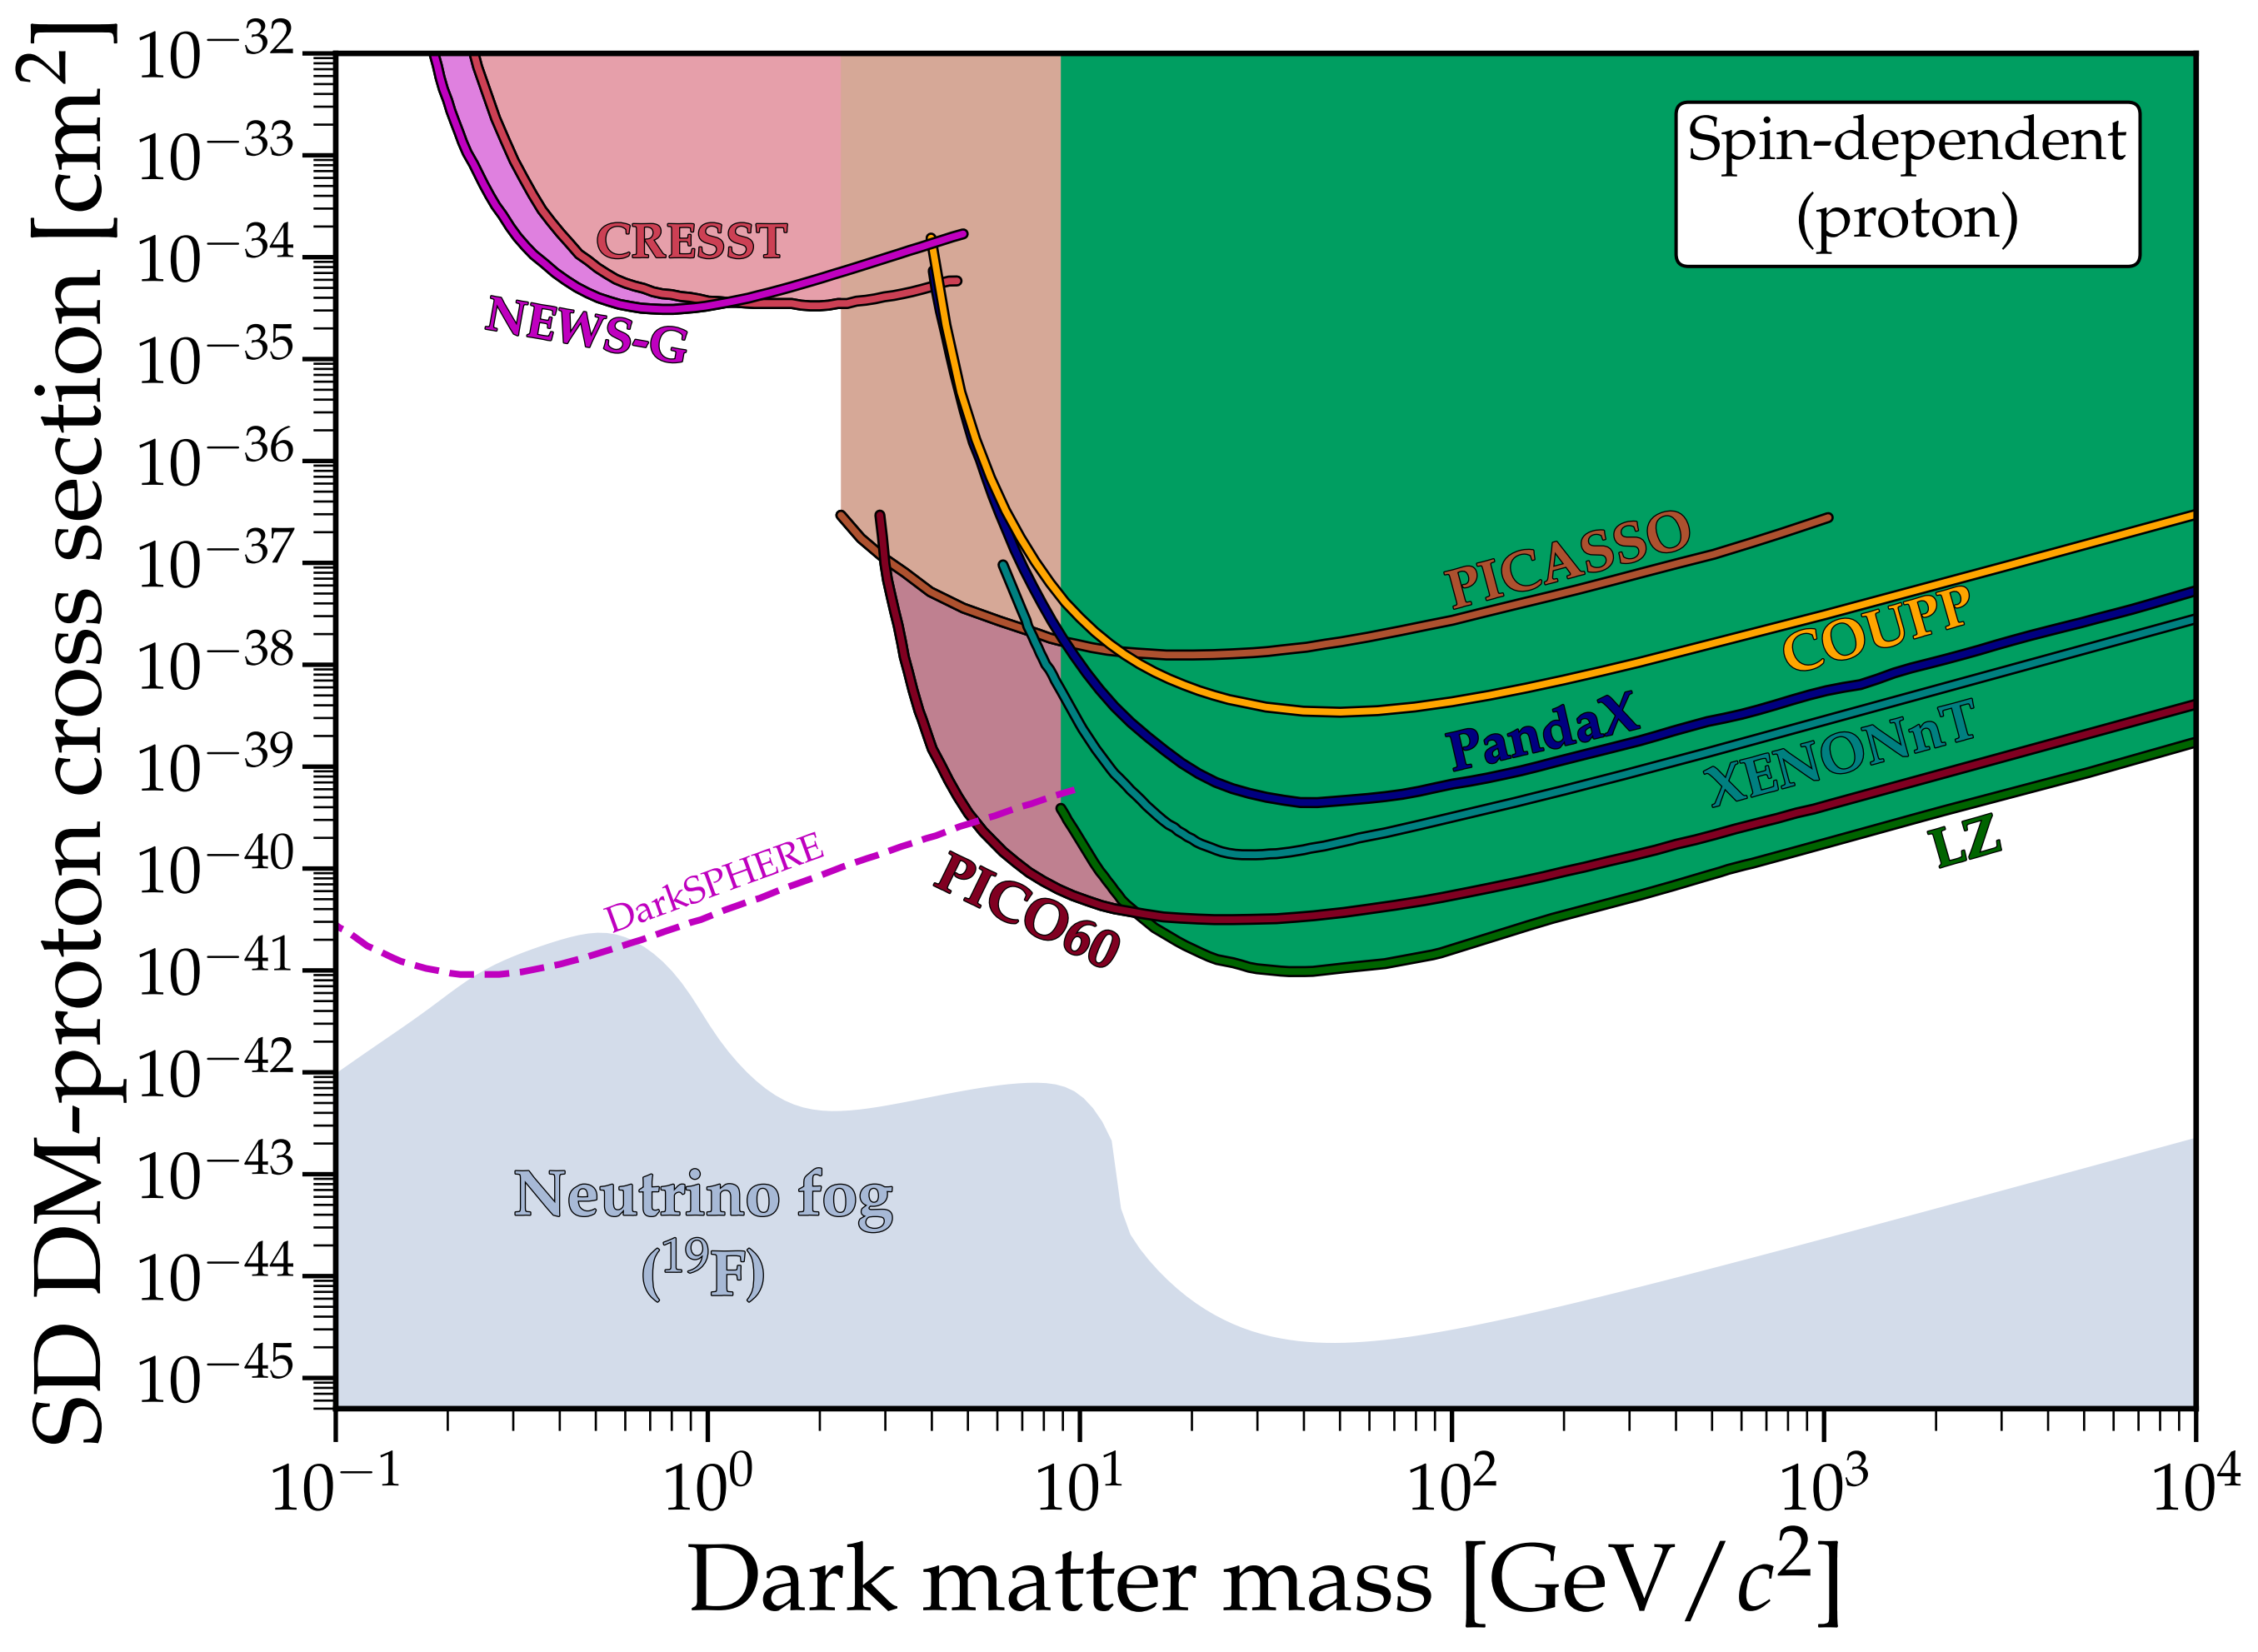 SD DM-proton cross section [cm²]
10⁻³²
10⁻³³
10⁻³⁴
10⁻³⁵
10⁻³⁶
10⁻³⁷
10⁻³⁸
10⁻³⁹
10⁻⁴⁰
10⁻⁴¹
10⁻⁴²
10⁻⁴³
10⁻⁴⁴
10⁻⁴⁵
Spin-dependent
(proton)
CRESST
NEWS-G
PICASSO
COUPP
PandaX
XENONnT
LZ
DarkSPHERE
PICO60
Neutrino fog
(¹⁹F)
10⁻¹ 10⁰ 10¹ 10² 10³ 10⁴
Dark matter mass [GeV/c²]